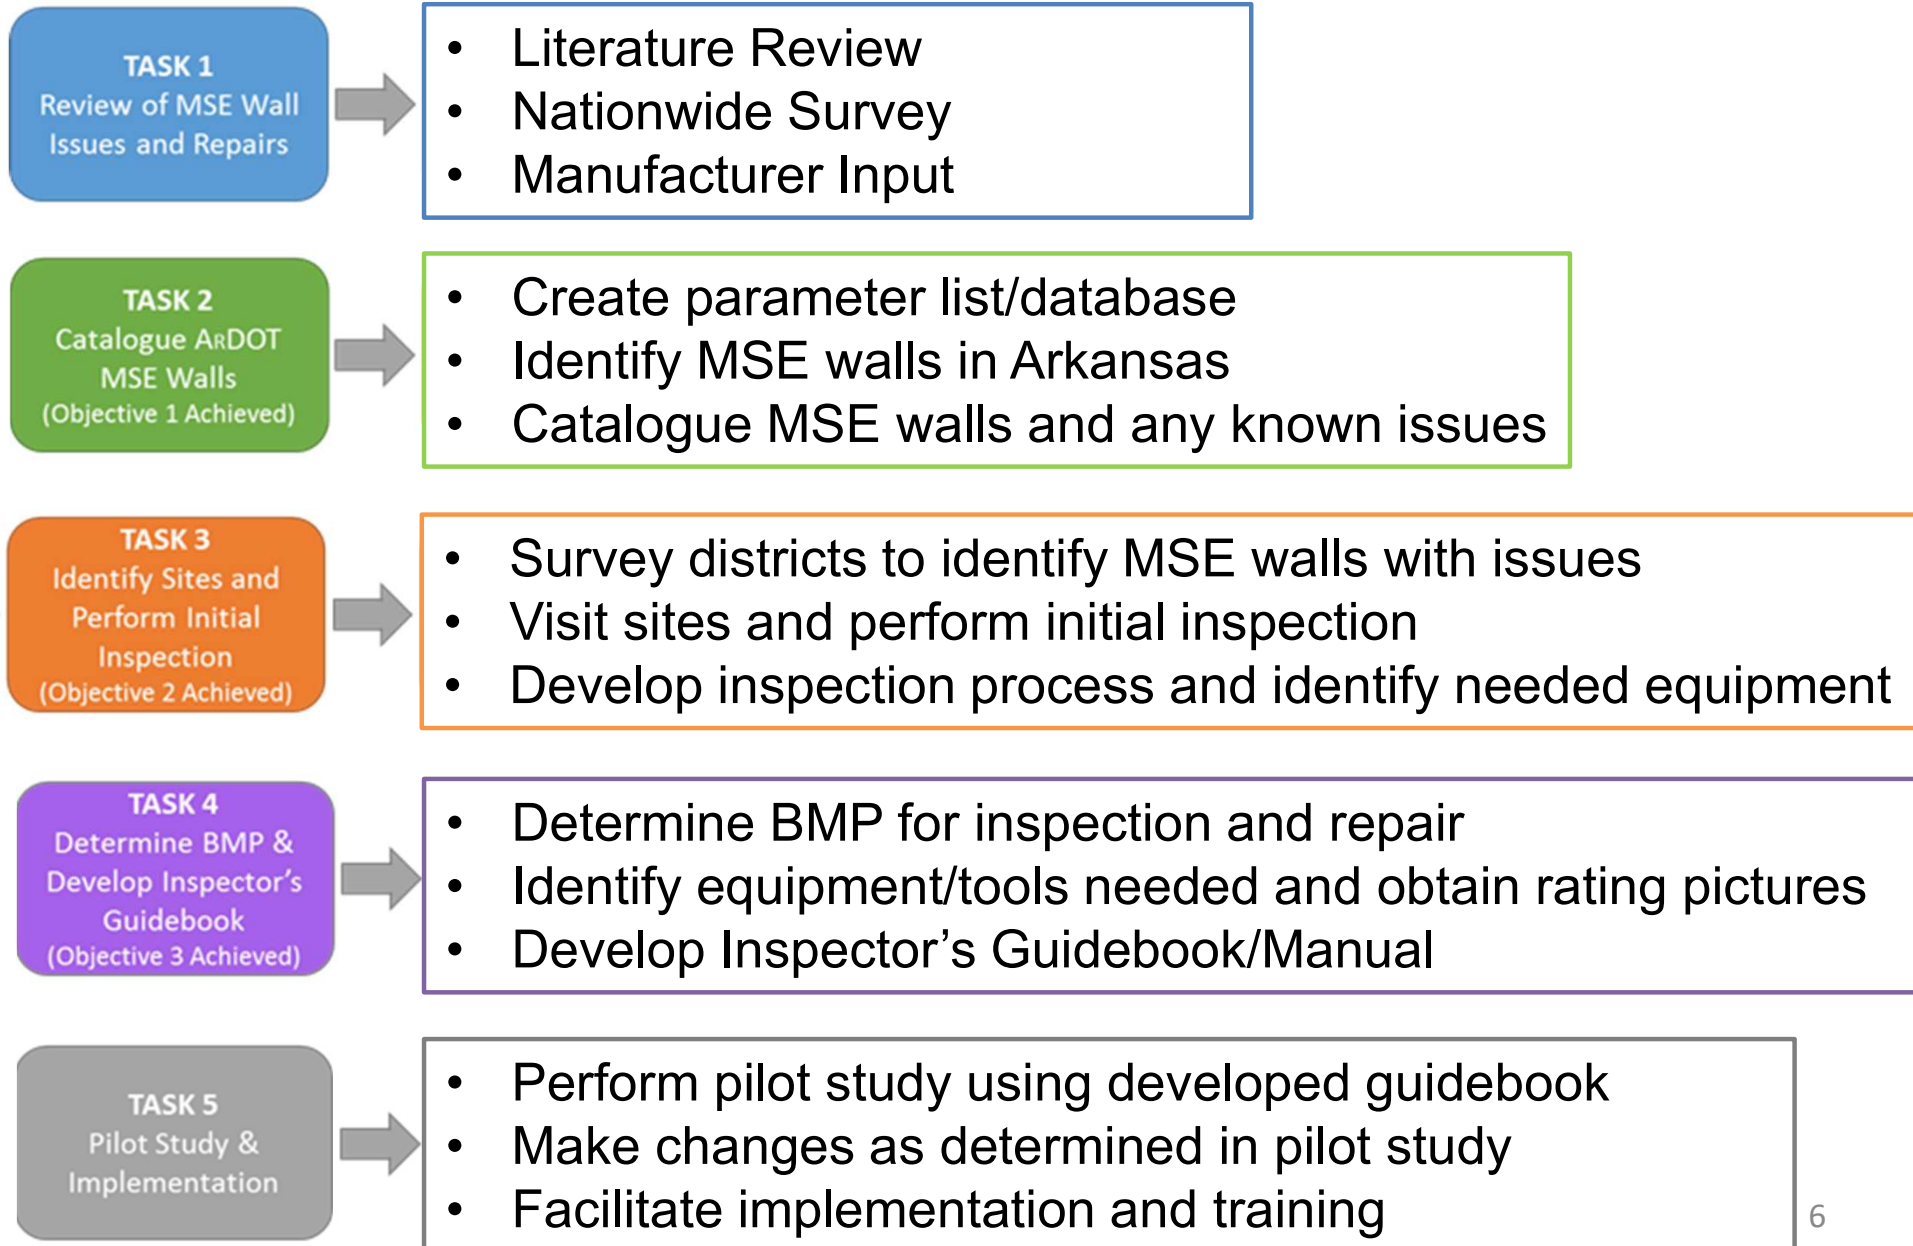 TASK 1
Review of MSE Wall
Issues and Repairs
• Literature Review
• Nationwide Survey
• Manufacturer Input
TASK 2
Catalogue ARDOT
MSE Walls
(Objective 1 Achieved)
• Create parameter list/database
• Identify MSE walls in Arkansas
• Catalogue MSE walls and any known issues
TASK 3
Identify Sites and
Perform Initial
Inspection
(Objective 2 Achieved)
• Survey districts to identify MSE walls with issues
• Visit sites and perform initial inspection
• Develop inspection process and identify needed equipment
TASK 4
Determine BMP &
Develop Inspector’s
Guidebook
(Objective 3 Achieved)
• Determine BMP for inspection and repair
• Identify equipment/tools needed and obtain rating pictures
• Develop Inspector’s Guidebook/Manual
TASK 5
Pilot Study &
Implementation
• Perform pilot study using developed guidebook
• Make changes as determined in pilot study
• Facilitate implementation and training
6